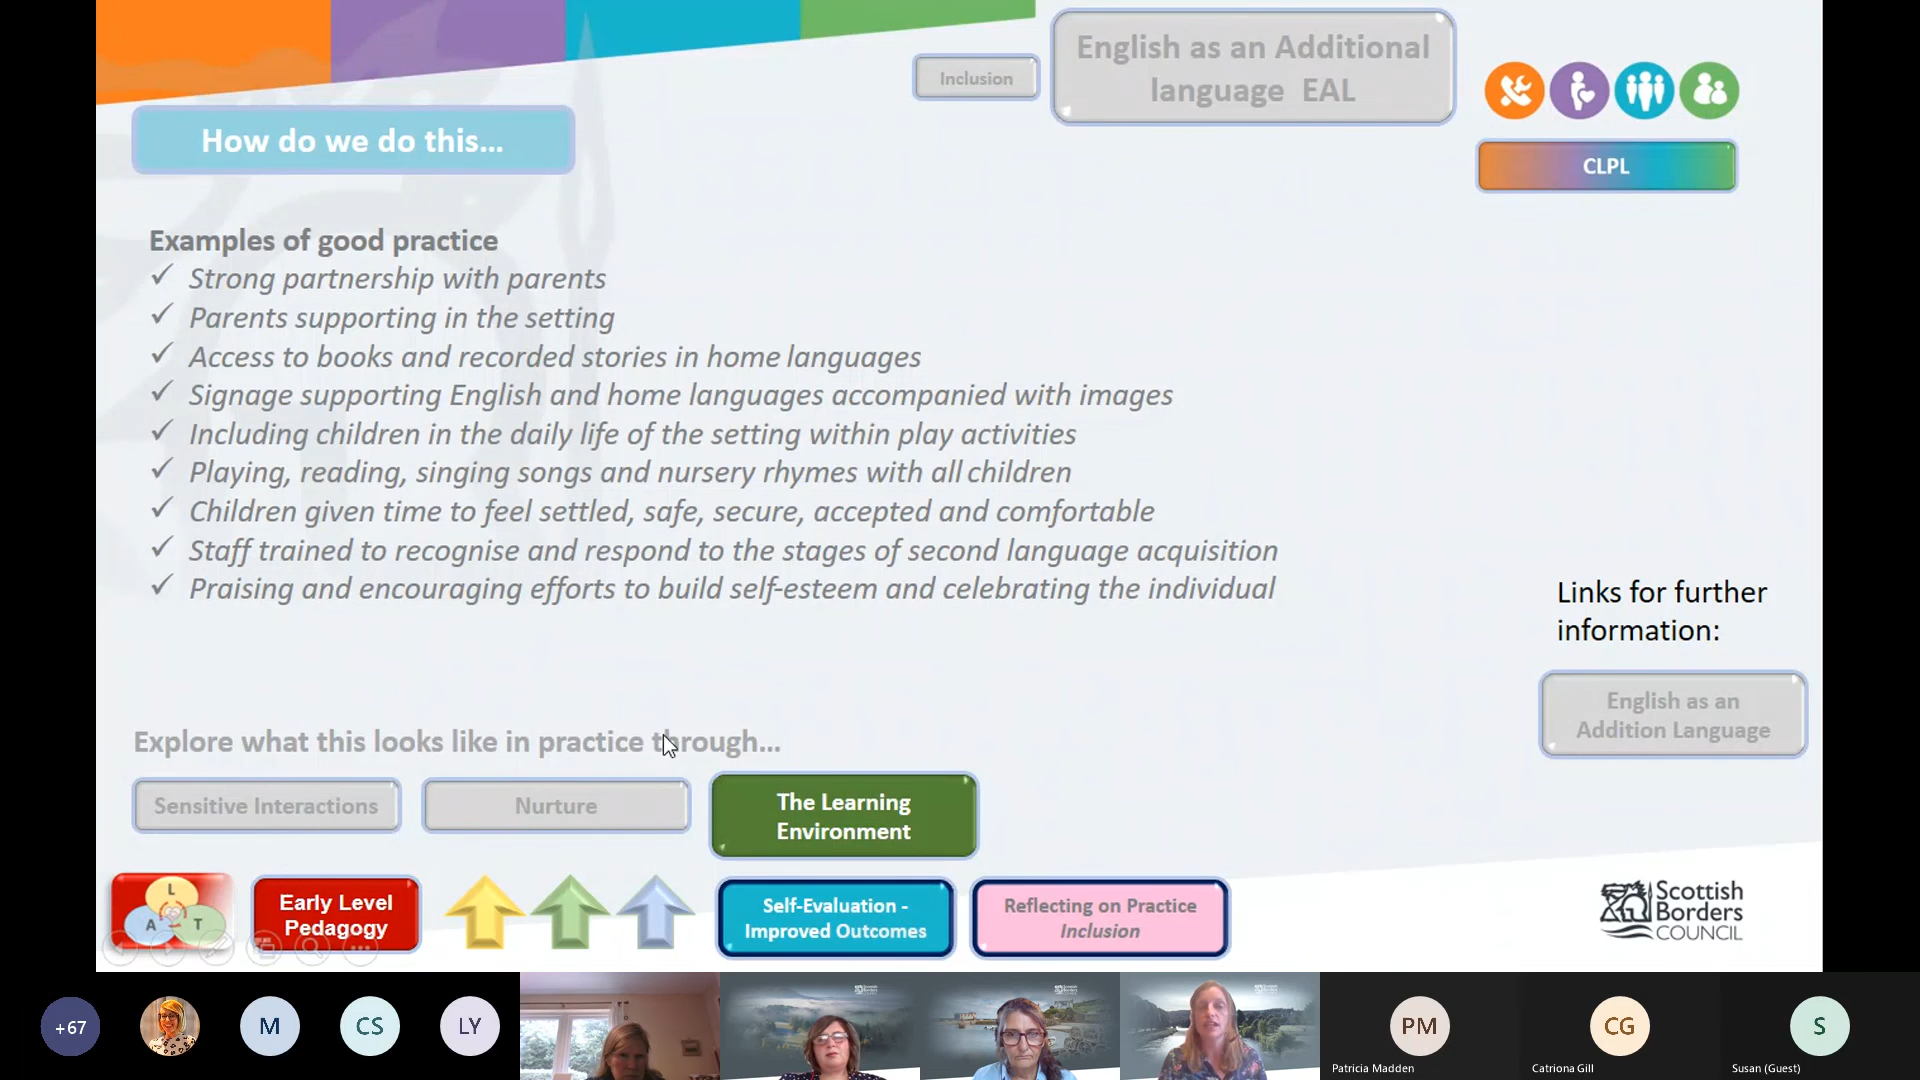 Inclusion
English as an Additional
language EAL
How do we do this...
CLPL
Examples of good practice
✓ Strong partnership with parents
✓ Parents supporting in the setting
✓ Access to books and recorded stories in home languages
✓ Signage supporting English and home languages accompanied with images
✓ Including children in the daily life of the setting within play activities
✓ Playing, reading, singing songs and nursery rhymes with all children
✓ Children given time to feel settled, safe, secure, accepted and comfortable
✓ Staff trained to recognise and respond to the stages of second language acquisition
✓ Praising and encouraging efforts to build self-esteem and celebrating the individual
Links for further
information:
English as an
Addition Language
Explore what this looks like in practice through...
Sensitive Interactions
Nurture
The Learning
Environment
L
A
T
Early Level
Pedagogy
Self-Evaluation -
Improved Outcomes
Reflecting on Practice
Inclusion
Scottish
Borders
COUNCIL
+67
M
CS
LY
PM
Patricia Madden
CG
Catriona Gill
S
Susan (Guest)